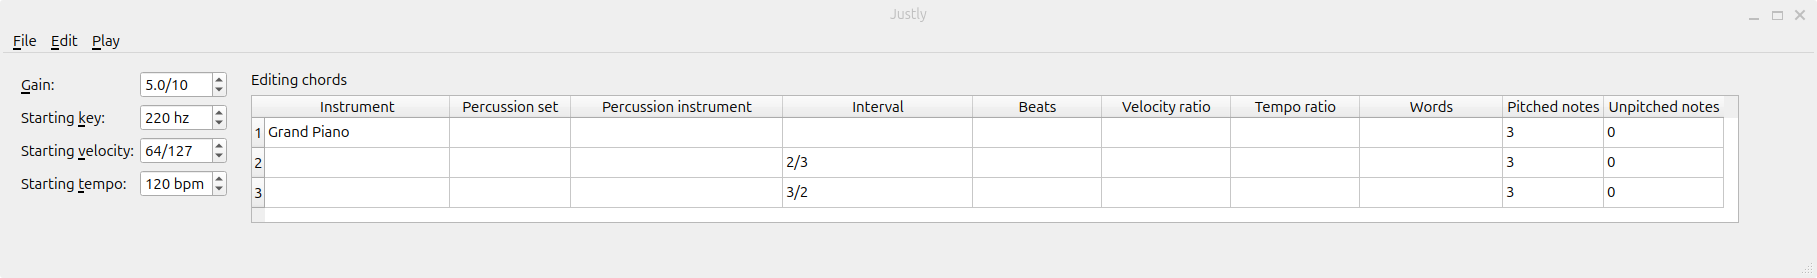 Justly
File Edit Play
Gain: 5.0/10
Starting key: 220 hz
Starting velocity: 64/127
Starting tempo: 120 bpm
Editing chords
Instrument Percussion set Percussion instrument Interval Beats Velocity ratio Tempo ratio Words Pitched notes Unpitched notes
1 Grand Piano 3 0
2 2/3 3 0
3 3/2 3 0